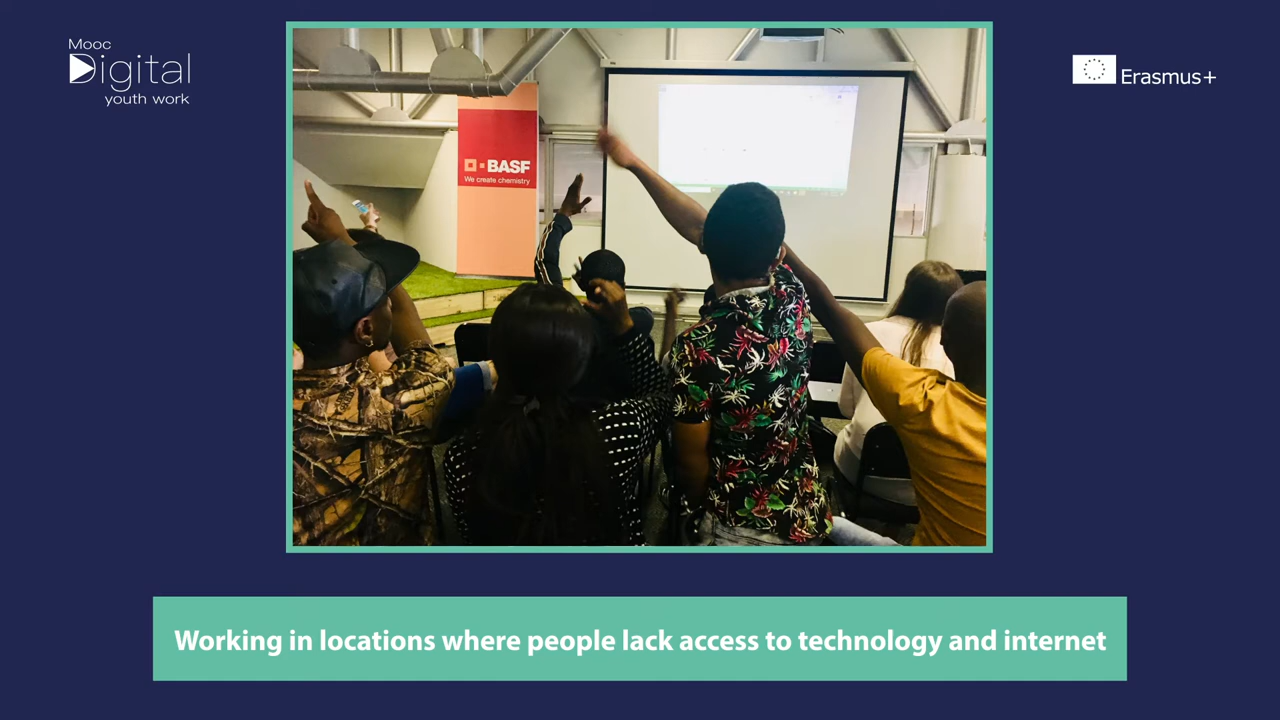 Mooc
Digital
youth work
Erasmus+
BASF
We create chemistry
Working in locations where people lack access to technology and internet